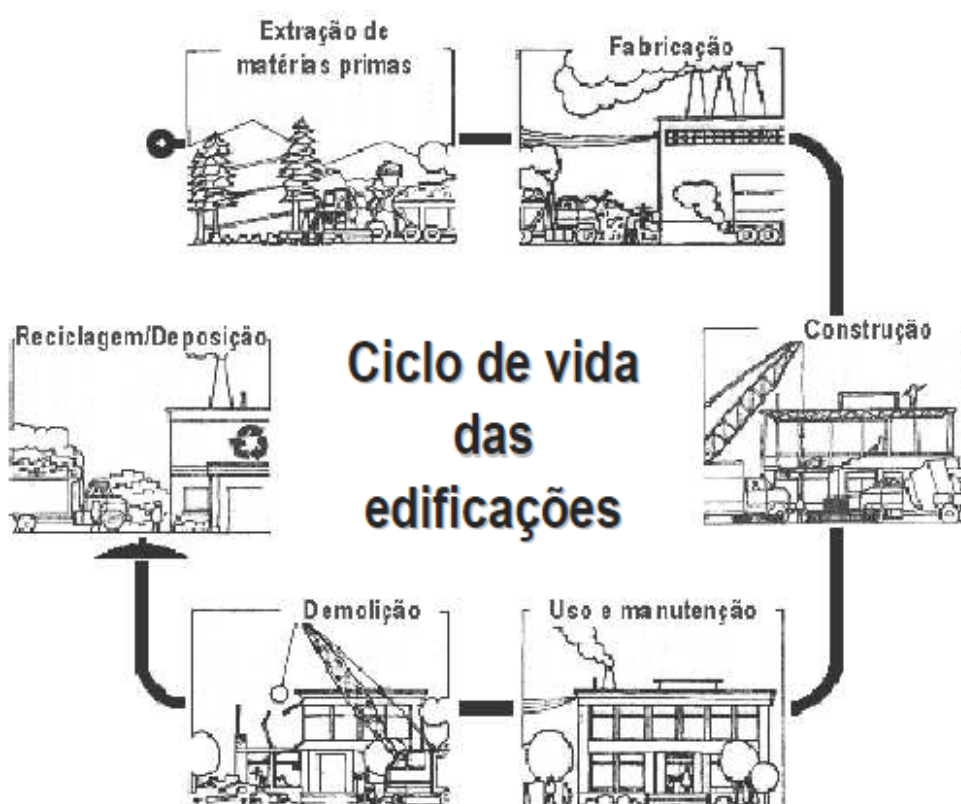 Extração de
matérias primas
Fabricação
Construção
Uso e manutenção
Demolição
Reciclagem/Deposição
Ciclo de vida
das
edificações